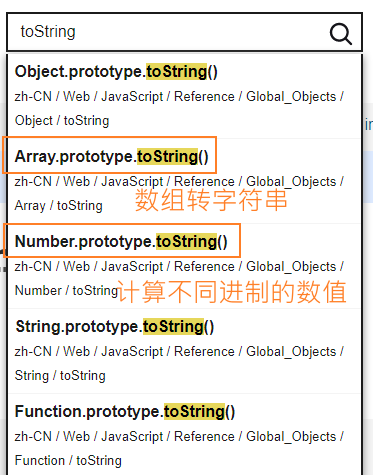 toString
Object.prototype.toString()
zh-CN / Web / JavaScript / Reference / Global_Objects /
Object / toString
Array.prototype.toString()
zh-CN / Web / JavaScript / Reference / Global_Objects /
Array / toString
数组转字符串
Number.prototype.toString()
zh-CN / Web / JavaScript / Reference / Global_Objects /
Number / toString
计算不同进制的数值
String.prototype.toString()
zh-CN / Web / JavaScript / Reference / Global_Objects /
String / toString
Function.prototype.toString()
zh-CN / Web / JavaScript / Reference / Global_Objects /
Function / toString